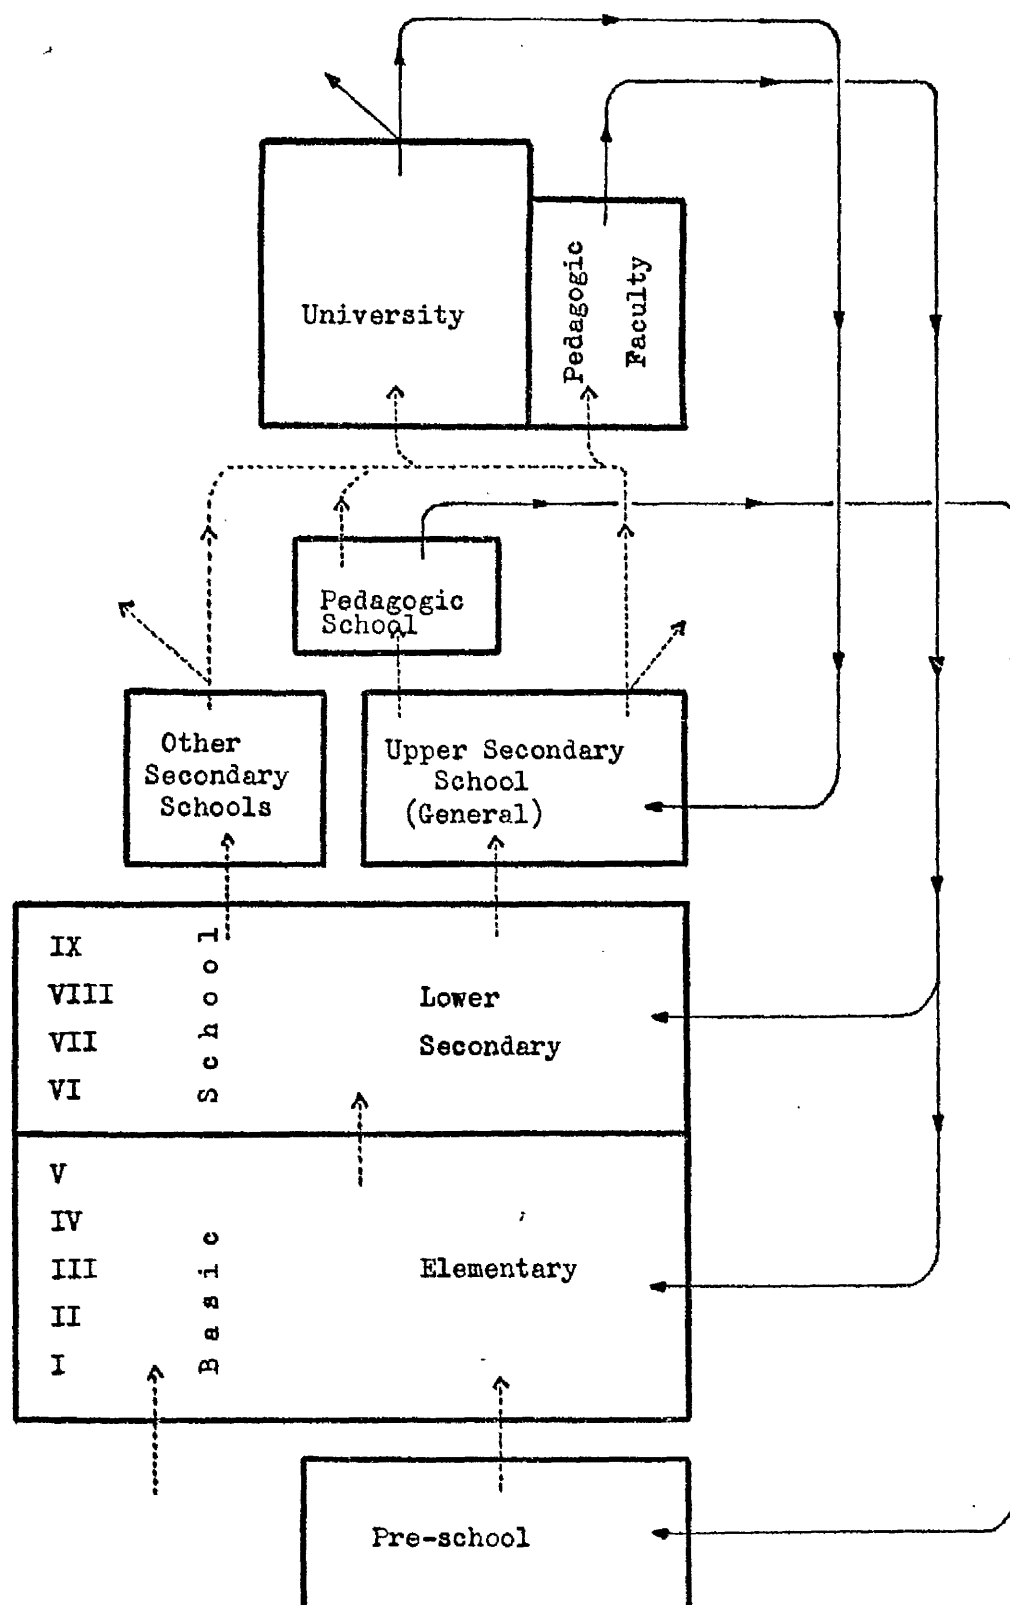 University
Pedagogic
Faculty
Pedagogic
School
Other
Secondary
Schools
Upper Secondary
School
(General)
IX
VIII
VII
VI
School
Lower
Secondary
V
IV
III
II
I
Basic
Elementary
Pre-school